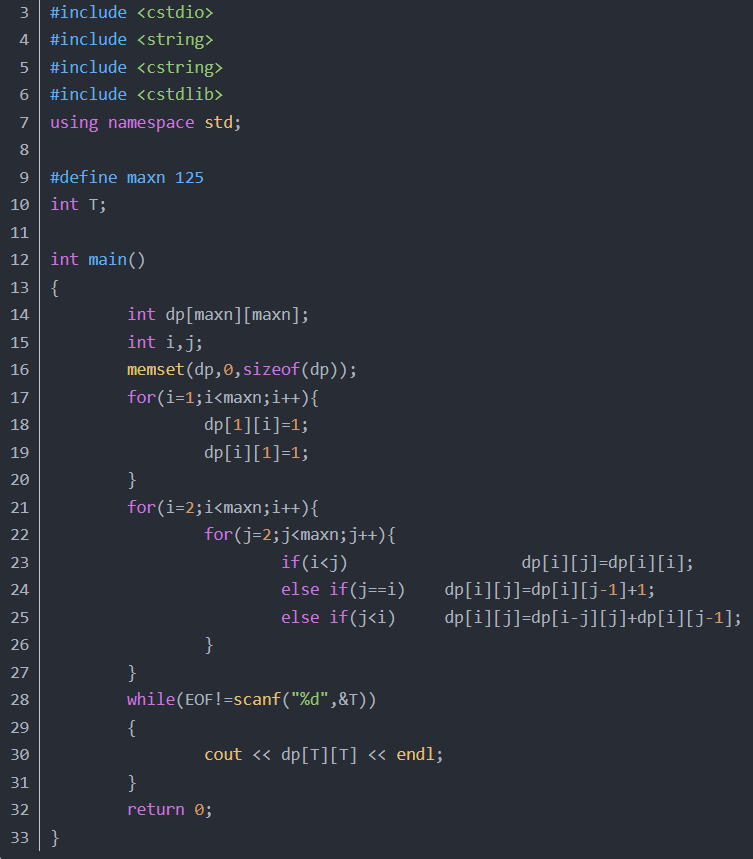 3 #include <cstdio>
4 #include <string>
5 #include <cstring>
6 #include <cstdlib>
7 using namespace std;
8
9 #define maxn 125
10 int T;
11
12 int main()
13 {
14         int dp[maxn][maxn];
15         int i,j;
16         memset(dp,0,sizeof(dp));
17         for(i=1;i<maxn;i++){
18                 dp[1][i]=1;
19                 dp[i][1]=1;
20         }
21         for(i=2;i<maxn;i++){
22                 for(j=2;j<maxn;j++){
23                         if(i<j)                  dp[i][j]=dp[i][i];
24                         else if(j==i)    dp[i][j]=dp[i][j-1]+1;
25                         else if(j<i)     dp[i][j]=dp[i-j][j]+dp[i][j-1];
26                 }
27         }
28         while(EOF!=scanf("%d",&T))
29         {
30                 cout << dp[T][T] << endl;
31         }
32         return 0;
33 }